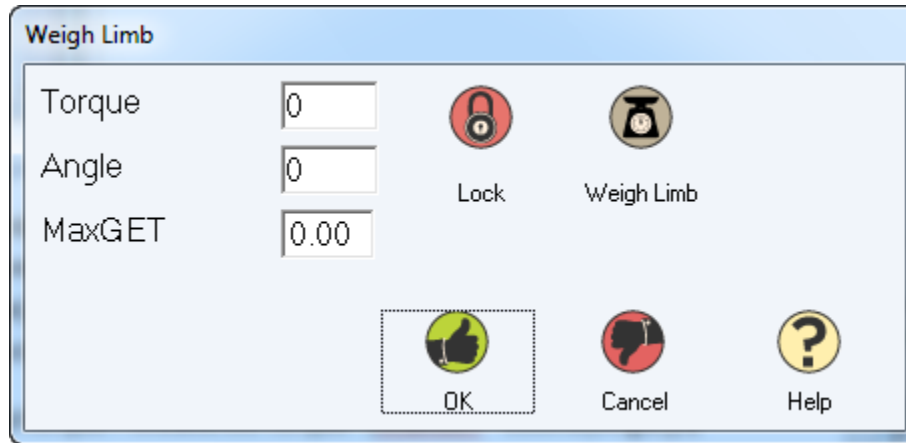 Weigh Limb
Torque 0
Angle 0
MaxGET 0.00
Lock
Weigh Limb
OK
Cancel
Help